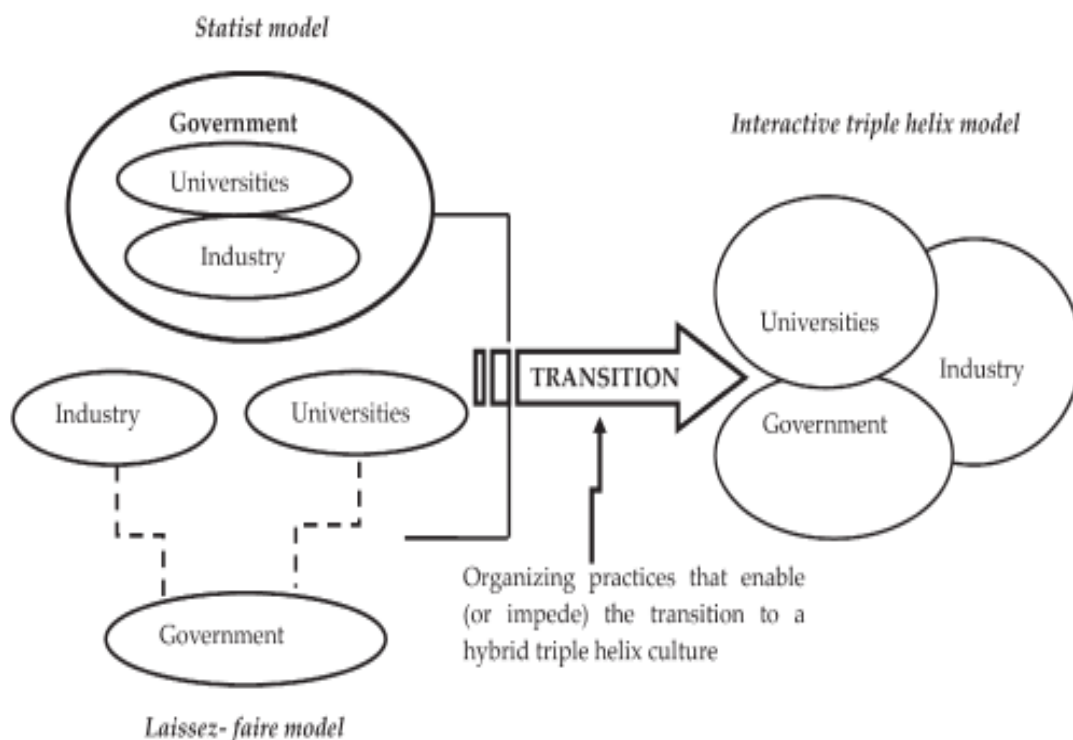 Statist model
Government
Universities
Industry
Interactive triple helix model
Industry
Universities
TRANSITION
Universities
Industry
Government
Government
Organizing practices that enable
(or impede) the transition to a
hybrid triple helix culture
Laissez- faire model